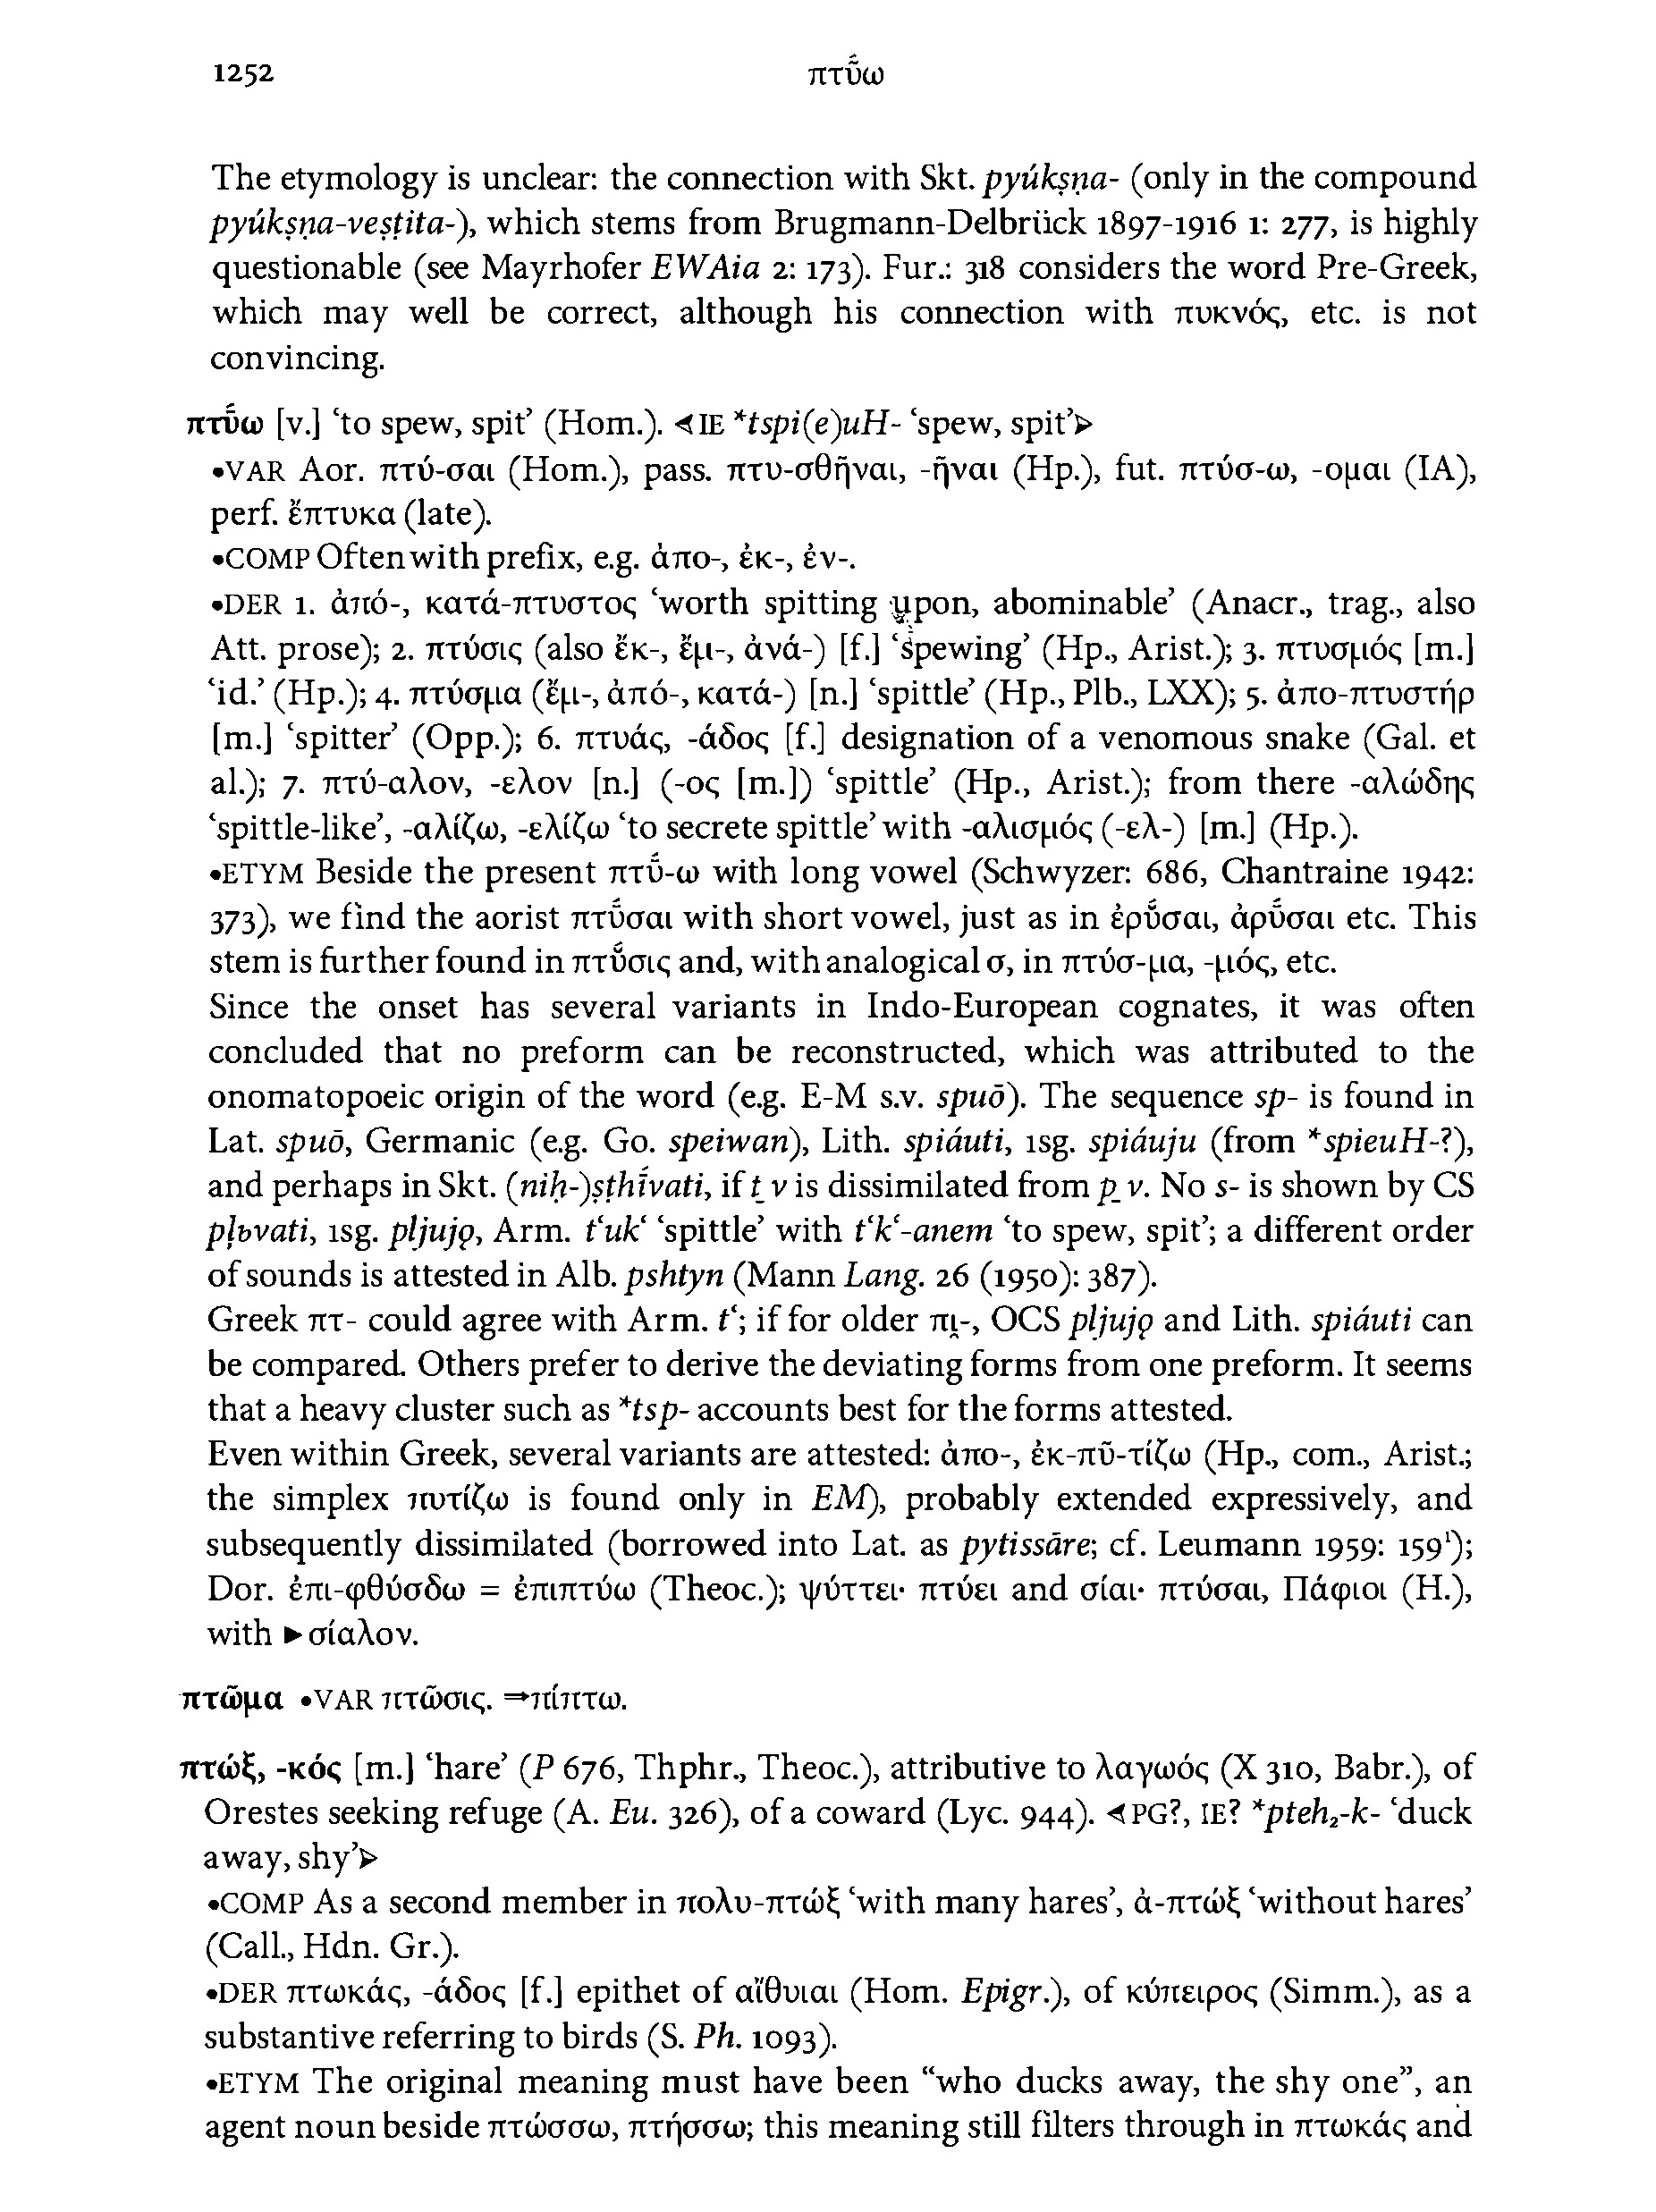 1252 πτῡ́ω
The etymology is unclear: the connection with Skt. pyúkṣṇa- (only in the compound
pyúkṣṇa-veṣṭita-), which stems from Brugmann-Delbrück 1897-1916 1: 277, is highly
questionable (see Mayrhofer EWAia 2: 173). Fur.: 318 considers the word Pre-Greek,
which may well be correct, although his connection with πυκνός, etc. is not
convincing.
πτῡ́ω [v.] ‘to spew, spit’ (Hom.). ⊲IE *tspi(e)uH- ‘spew, spit’⊳
•VAR Aor. πτύ-σαι (Hom.), pass. πτυ-σθῆναι, -ῆναι (Hp.), fut. πτύσ-ω, -ομαι (IA),
perf. ἔπτυκα (late).
•COMP Often with prefix, e.g. ἀπο-, ἐκ-, ἐν-.
•DER 1. ἀπό-, κατά-πτυστος ‘worth spitting upon, abominable’ (Anacr., trag., also
Att. prose); 2. πτύσις (also ἔκ-, ἔμ-, ἀνά-) [f.] ‘spewing’ (Hp., Arist.); 3. πτυσμός [m.]
‘id.’ (Hp.); 4. πτύσμα (ἔμ-, ἀπό-, κατά-) [n.] ‘spittle’ (Hp., Plb., LXX); 5. ἀπο-πτυστήρ
[m.] ‘spitter’ (Opp.); 6. πτυάς, -άδος [f.] designation of a venomous snake (Gal. et
al.); 7. πτύ-αλον, -ελον [n.] (-ος [m.]) ‘spittle’ (Hp., Arist.); from there -αλώδης
‘spittle-like’, -αλίζω, -ελίζω ‘to secrete spittle’ with -αλισμός (-ελ-) [m.] (Hp.).
•ETYM Beside the present πτῡ́-ω with long vowel (Schwyzer: 686, Chantraine 1942:
373), we find the aorist πτῠ́σαι with short vowel, just as in ἐρῠ́σαι, ἀρῠ́σαι etc. This
stem is further found in πτῠ́σις and, with analogical σ, in πτύσ-μα, -μός, etc.
Since the onset has several variants in Indo-European cognates, it was often
concluded that no preform can be reconstructed, which was attributed to the
onomatopoeic origin of the word (e.g. E-M s.v. spuō). The sequence sp- is found in
Lat. spuō, Germanic (e.g. Go. speiwan), Lith. spiáuti, 1sg. spiáuju (from *spieuH-?),
and perhaps in Skt. (niḥ-)ṣṭhī́vati, if t_v is dissimilated from p_v. No s- is shown by CS
pļьvati, 1sg. pljujǫ, Arm. tʻukʻ ‘spittle’ with tʻkʻ-anem ‘to spew, spit’; a different order
of sounds is attested in Alb. pshtyn (Mann Lang. 26 (1950): 387).
Greek πτ- could agree with Arm. tʻ; if for older πι̯-, OCS pljujǫ and Lith. spiáuti can
be compared. Others prefer to derive the deviating forms from one preform. It seems
that a heavy cluster such as *tsp- accounts best for the forms attested.
Even within Greek, several variants are attested: ἀπο-, ἐκ-πῡ-τίζω (Hp., com., Arist.;
the simplex πυτίζω is found only in EM), probably extended expressively, and
subsequently dissimilated (borrowed into Lat. as pytissāre; cf. Leumann 1959: 159¹);
Dor. ἐπι-φθύσδω = ἐπιπτύω (Theoc.); ψύττει· πτύει and σίαι· πτύσαι, Πάφιοι (H.),
with ►σίαλον.
πτῶμα •VAR πτῶσις. ⇒πίπτω.
πτώξ, -κός [m.] ‘hare’ (P 676, Thphr., Theoc.), attributive to λαγωός (X 310, Babr.), of
Orestes seeking refuge (A. Eu. 326), of a coward (Lyc. 944). ⊲PG?, IE? *pteh₂-k- ‘duck
away, shy’⊳
•COMP As a second member in πολυ-πτώξ ‘with many hares’, ἀ-πτώξ ‘without hares’
(Call., Hdn. Gr.).
•DER πτωκάς, -άδος [f.] epithet of αἴθυιαι (Hom. Epigr.), of κύπειρος (Simm.), as a
substantive referring to birds (S. Ph. 1093).
•ETYM The original meaning must have been “who ducks away, the shy one”, an
agent noun beside πτώσσω, πτήσσω; this meaning still filters through in πτωκάς and